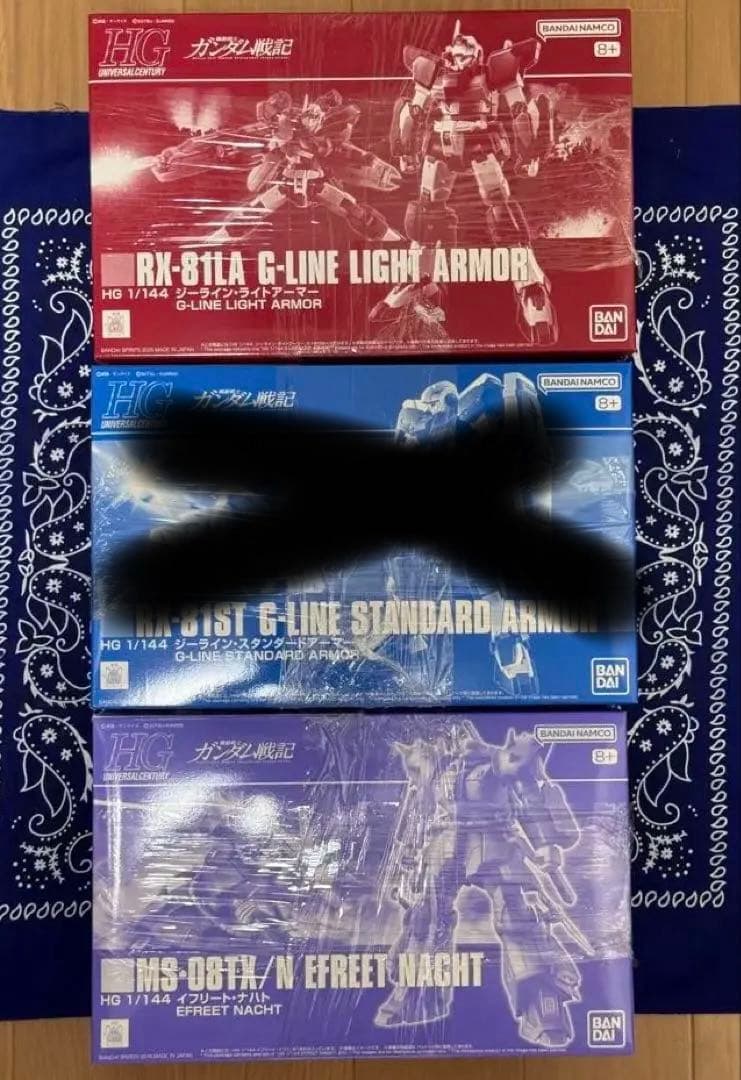 HG
UNIVERSAL CENTURY
ガンダム戦記
BANDAI NAMCO
8+
RX-81LA G-LINE LIGHT ARMOR
HG 1/144 ジーライン・ライトアーマー
G-LINE LIGHT ARMOR
BANDAI
HG
UNIVERSAL CENTURY
ガンダム戦記
BANDAI NAMCO
8+
RX-81ST G-LINE STANDARD ARMOR
HG 1/144 ジーライン・スタンダードアーマー
G-LINE STANDARD ARMOR
BANDAI
HG
UNIVERSAL CENTURY
ガンダム戦記
BANDAI NAMCO
8+
MS-08TX/N EFREET NACHT
HG 1/144 イフリート・ナハト
EFREET NACHT
BANDAI